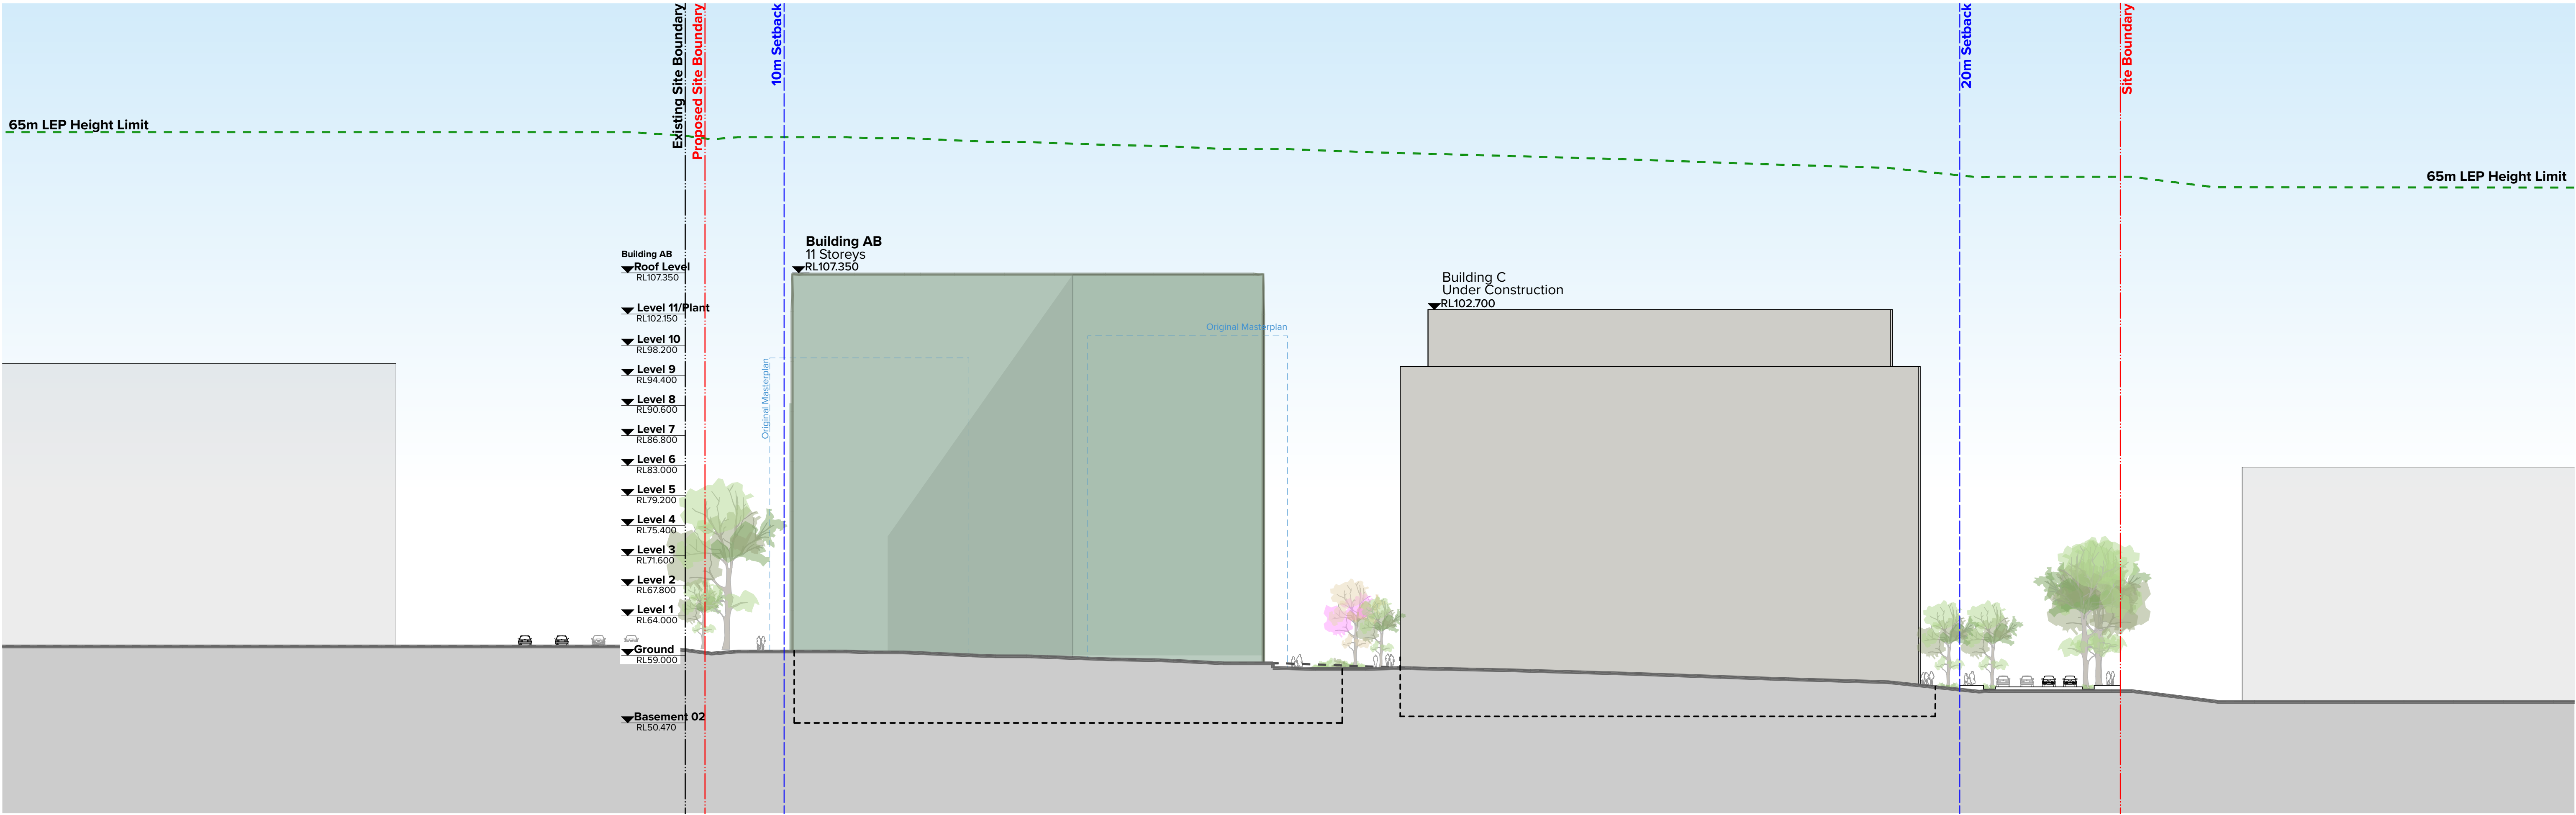 Existing Site Boundary
Proposed Site Boundary
10m Setback
20m Setback
Site Boundary
65m LEP Height Limit
65m LEP Height Limit
Building AB
Roof Level
RL107.350
Level 11/Plant
RL102.150
Level 10
RL98.200
Level 9
RL94.400
Level 8
RL90.600
Level 7
RL86.800
Level 6
RL83.000
Level 5
RL79.200
Level 4
RL75.400
Level 3
RL71.600
Level 2
RL67.800
Level 1
RL64.000
Ground
RL59.000
Basement 02
RL50.470
Building AB
11 Storeys
RL107.350
Original Masterplan
Original Masterplan
Building C
Under Construction
RL102.700